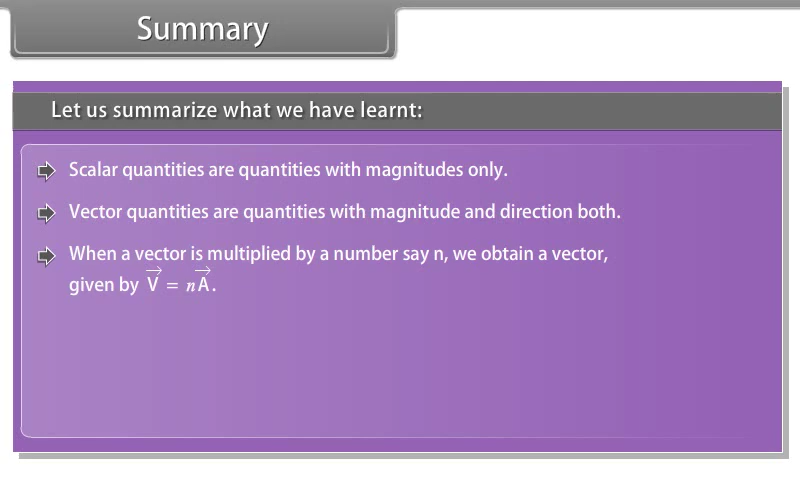 Summary
Let us summarize what we have learnt:
Scalar quantities are quantities with magnitudes only.
Vector quantities are quantities with magnitude and direction both.
When a vector is multiplied by a number say n, we obtain a vector,
given by V⃗ = nA⃗.